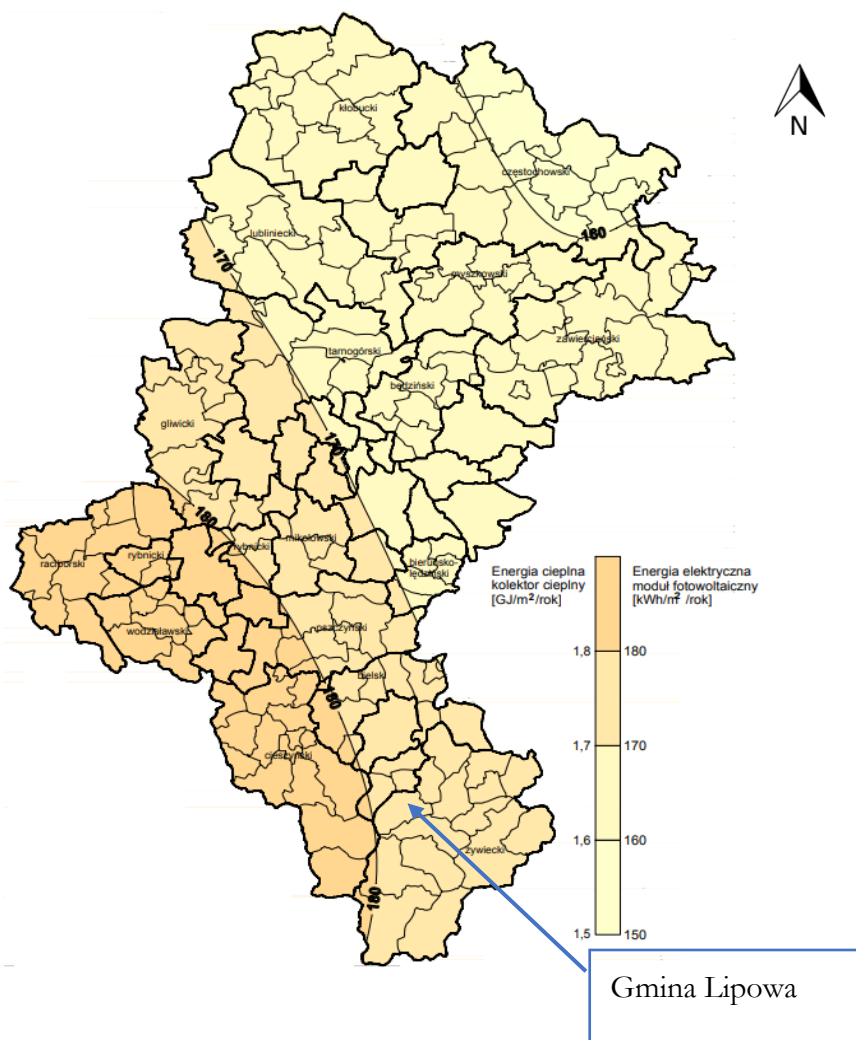 kłobucki
N
częstochowski
lubliniecki
160
170
myszkowski
zawierciański
tarnogórski
będziński
gliwicki
170
180
rybnicki
mikołowski
raciborski
rybnicki
bieruńsko-
lędziński
Energia cieplna
kolektor cieplny
[GJ/m²/rok]
Energia elektryczna
moduł fotowoltaiczny
[kWh/m² /rok]
wodzisławski
pszczyński
1,8
180
bielski
180
1,7
170
cieszyński
1,6
160
żywiecki
180
1,5
150
Gmina Lipowa